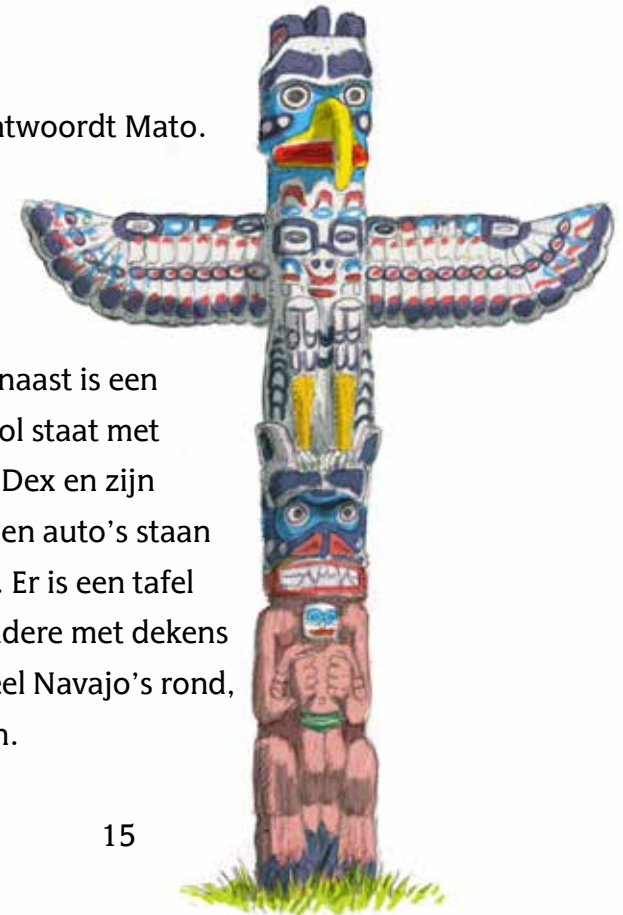 ntwoordt Mato.
naast is een
ol staat met
Dex en zijn
en auto’s staan
. Er is een tafel
ndere met dekens
eel Navajo’s rond,
n.
15